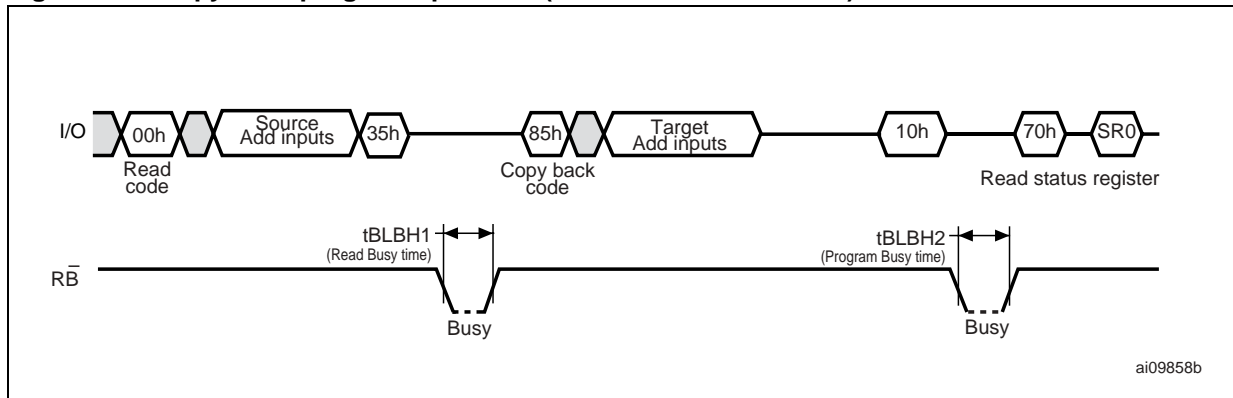 I/O
00h
Source
Add inputs
35h
85h
Target
Add inputs
10h
70h
SR0
Read
code
Copy back
code
Read status register
tBLBH1
(Read Busy time)
tBLBH2
(Program Busy time)
RB̅
Busy
Busy
ai09858b